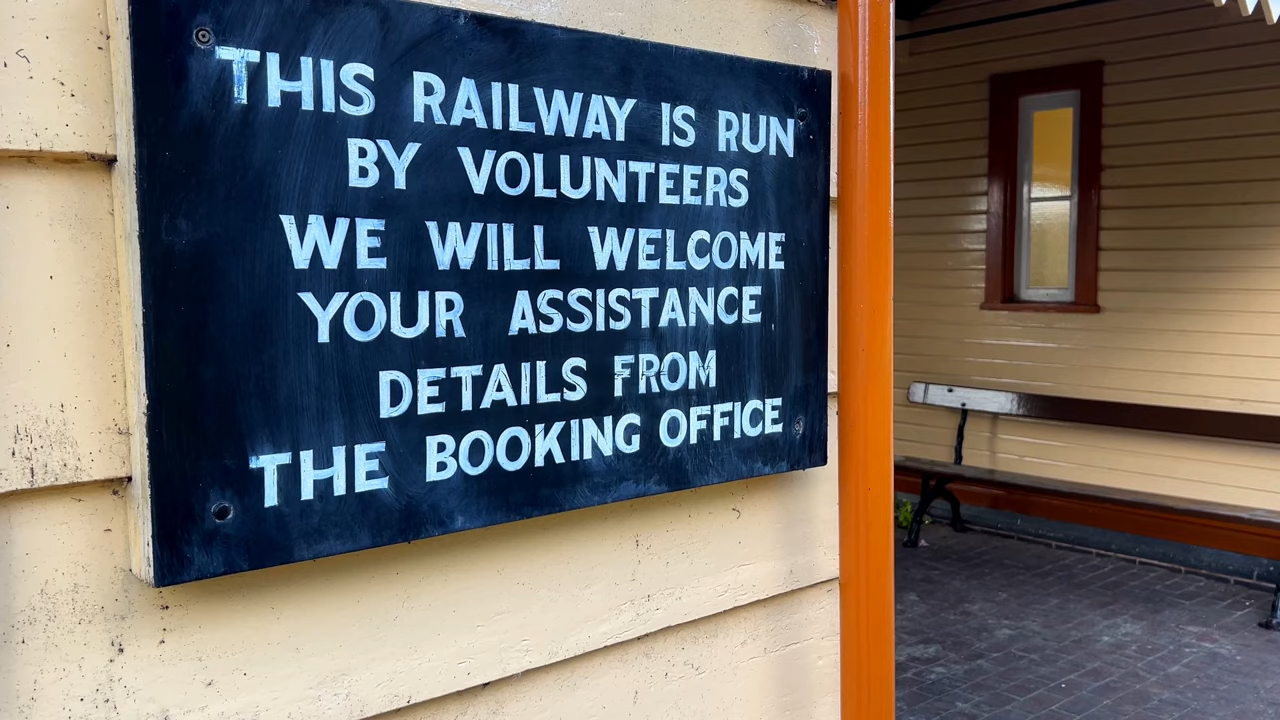 THIS RAILWAY IS RUN
BY VOLUNTEERS
WE WILL WELCOME
YOUR ASSISTANCE
DETAILS FROM
THE BOOKING OFFICE